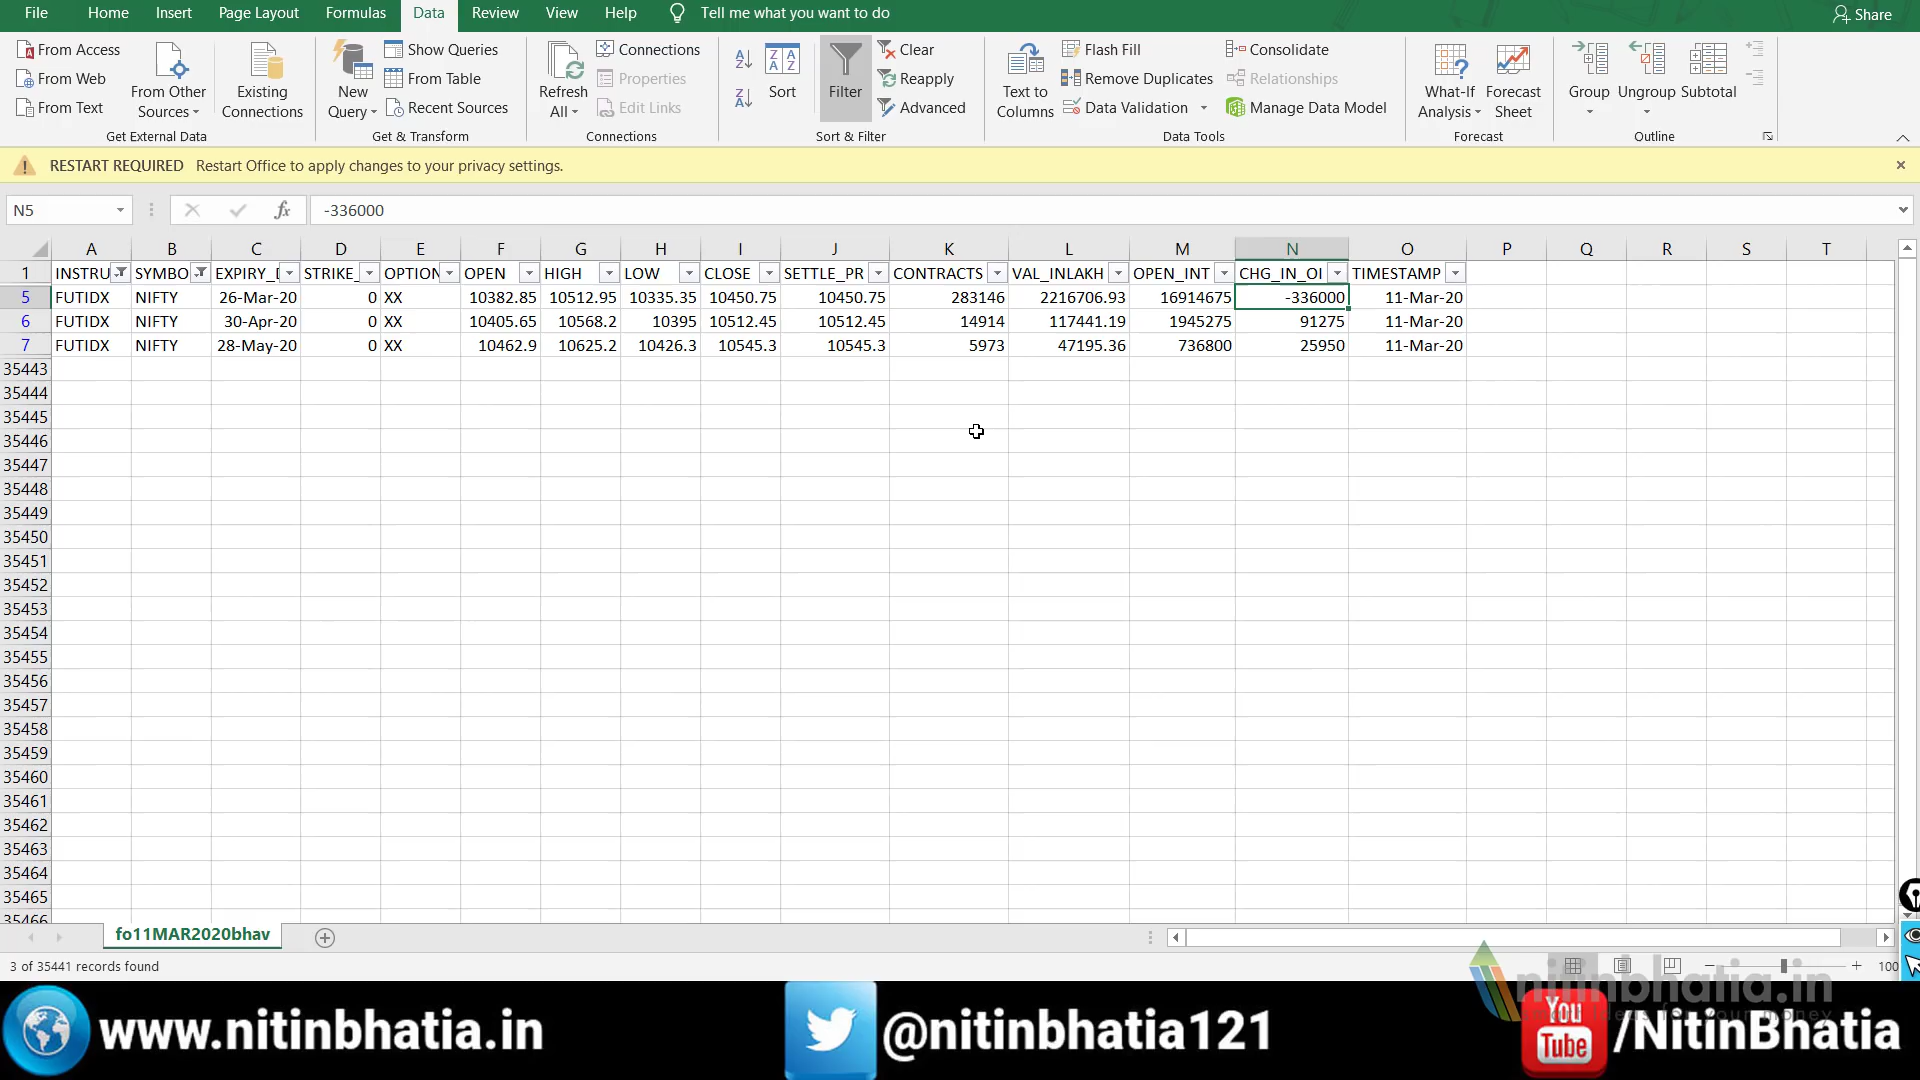 File Home Insert Page Layout Formulas Data Review View Help Tell me what you want to do Share
From Access
From Web
From Text
From Other Sources
Existing Connections
Get External Data
New Query
Show Queries
From Table
Recent Sources
Get & Transform
Refresh All
Connections
Properties
Edit Links
Connections
Sort
Filter
Clear
Reapply
Advanced
Sort & Filter
Text to Columns
Flash Fill
Remove Duplicates
Data Validation
Consolidate
Relationships
Manage Data Model
Data Tools
What-If Analysis
Forecast Sheet
Forecast
Group
Ungroup
Subtotal
Outline
RESTART REQUIRED Restart Office to apply changes to your privacy settings.
N5 fx -336000
A B C D E F G H I J K L M N O P Q R S T
1 INSTRU SYMBO EXPIRY_D STRIKE_ OPTION OPEN HIGH LOW CLOSE SETTLE_PR CONTRACTS VAL_INLAKH OPEN_INT CHG_IN_OI TIMESTAMP
5 FUTIDX NIFTY 26-Mar-20 0 XX 10382.85 10512.95 10335.35 10450.75 10450.75 283146 2216706.93 16914675 -336000 11-Mar-20
6 FUTIDX NIFTY 30-Apr-20 0 XX 10405.65 10568.2 10395 10512.45 10512.45 14914 117441.19 1945275 91275 11-Mar-20
7 FUTIDX NIFTY 28-May-20 0 XX 10462.9 10625.2 10426.3 10545.3 10545.3 5973 47195.36 736800 25950 11-Mar-20
35443
35444
35445
35446
35447
35448
35449
35450
35451
35452
35453
35454
35455
35456
35457
35458
35459
35460
35461
35462
35463
35464
35465
35466
fo11MAR2020bhav
3 of 35441 records found
100
nitinbhatia.in
www.nitinbhatia.in @nitinbhatia121 You Tube /NitinBhatia